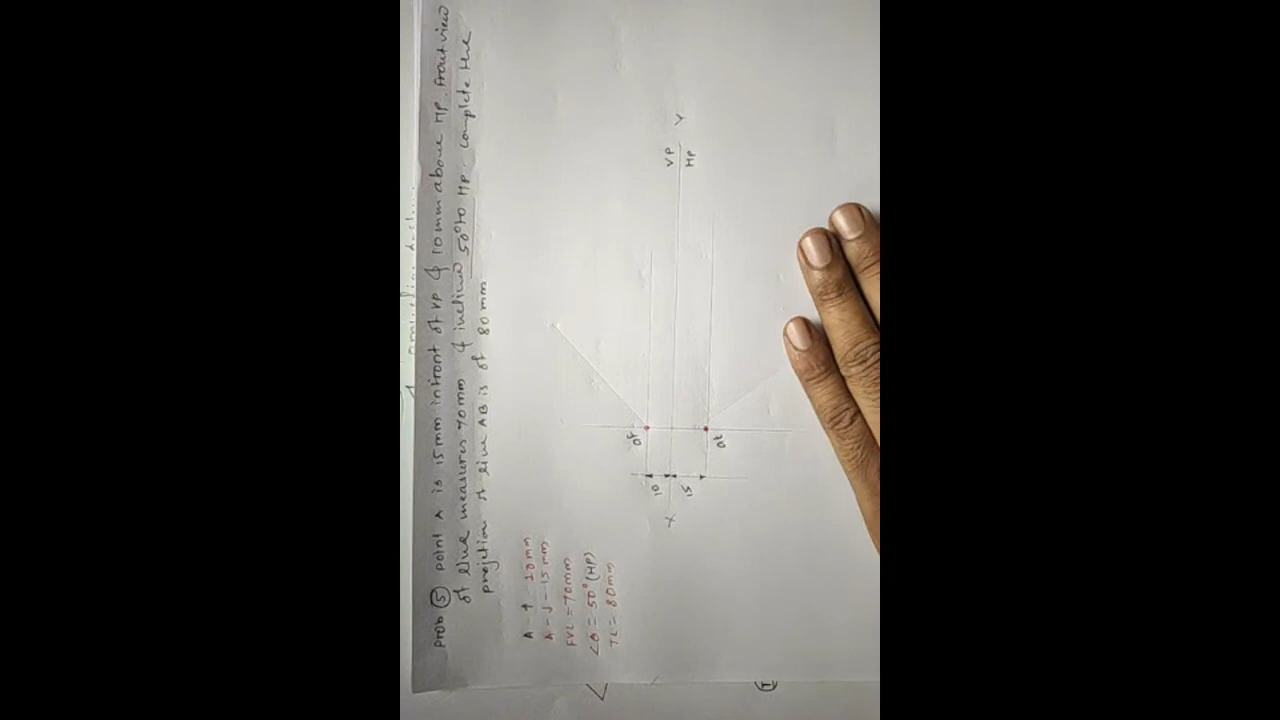 prob (5) point A is 15mm infront of VP & 10mm above HP. Front view
of line measures 70mm & inclined 50° to HP. complete the
projection of line AB is of 80mm
A - ↑ - 10mm
A - ↓ - 15mm
FVL = 70mm
∠θ = 50° (HP)
TL = 80mm
10
15
X
VP
HP
Y